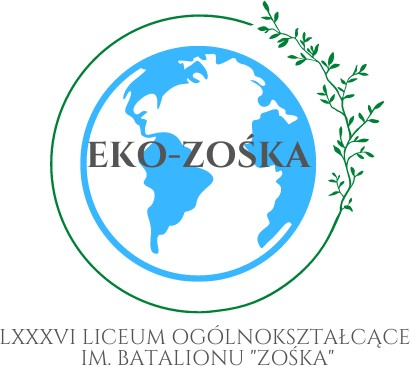 EKO-ZOŚKA
LXXXVI LICEUM OGÓLNOKSZTAŁCĄCE
IM. BATALIONU "ZOŚKA"